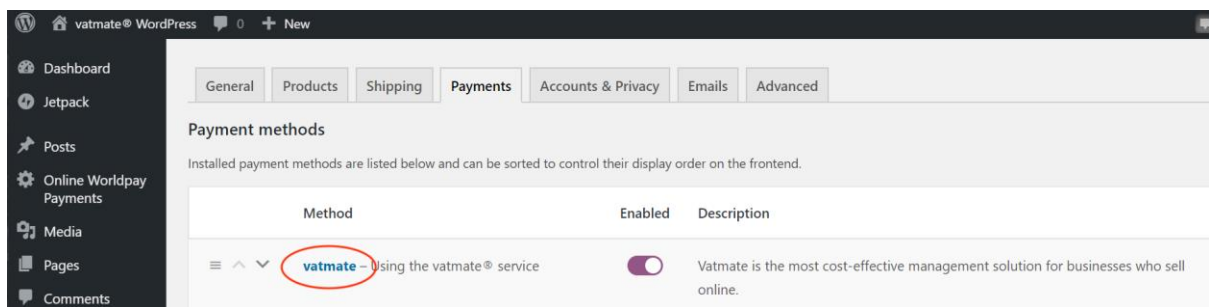 vatmate® WordPress 0 + New
Dashboard
Jetpack
Posts
Online Worldpay
Payments
Media
Pages
Comments
General Products Shipping Payments Accounts & Privacy Emails Advanced
Payment methods
Installed payment methods are listed below and can be sorted to control their display order on the frontend.
Method Enabled Description
vatmate – Using the vatmate® service
Vatmate is the most cost-effective management solution for businesses who sell
online.